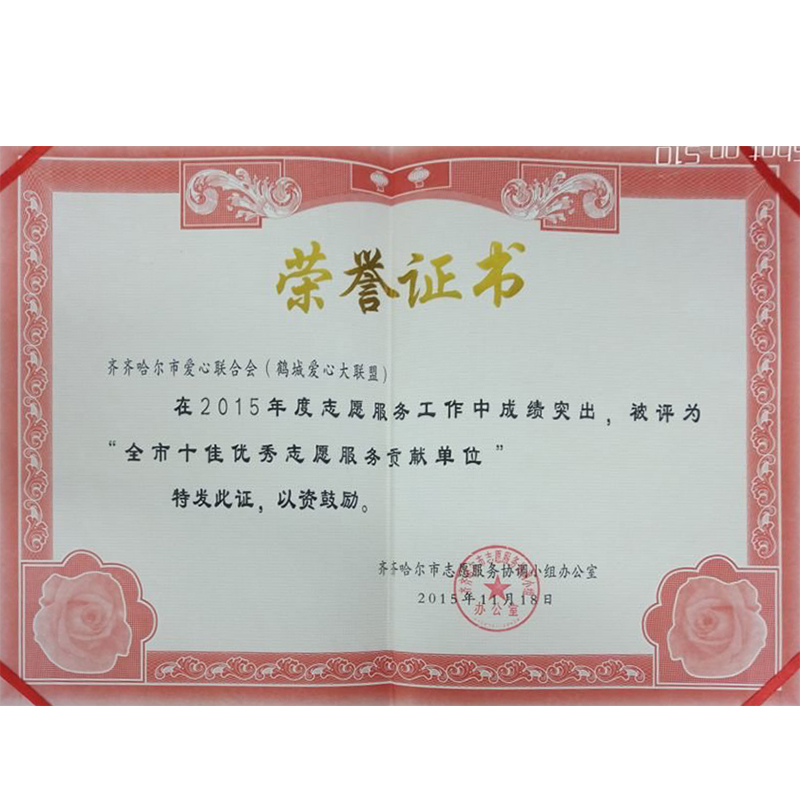 荣誉证书
齐齐哈尔市爱心联合会（鹤城爱心大联盟）
在2015年度志愿服务工作中成绩突出，被评为
“全市十佳优秀志愿服务贡献单位”
特发此证，以资鼓励。
齐齐哈尔市志愿服务协调小组办公室
2015年11月18日
办公室